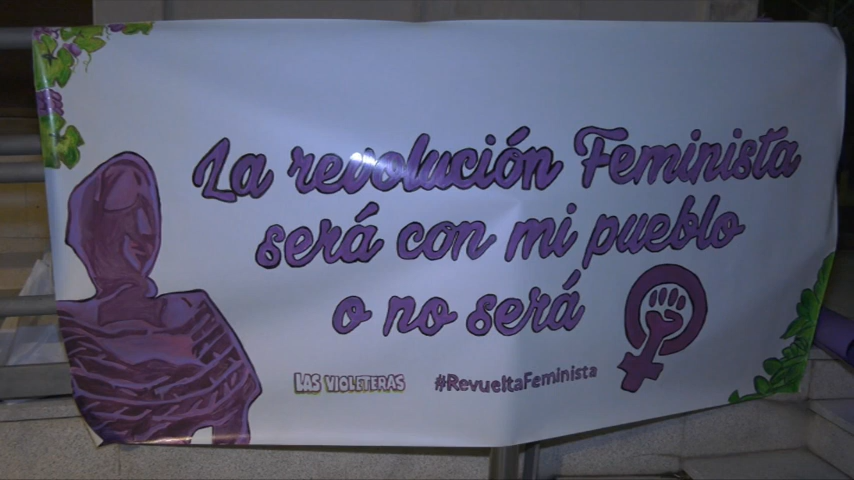 La revolución Feminista
será con mi pueblo
o no será
LAS VIOLETERAS #RevueltaFeminista